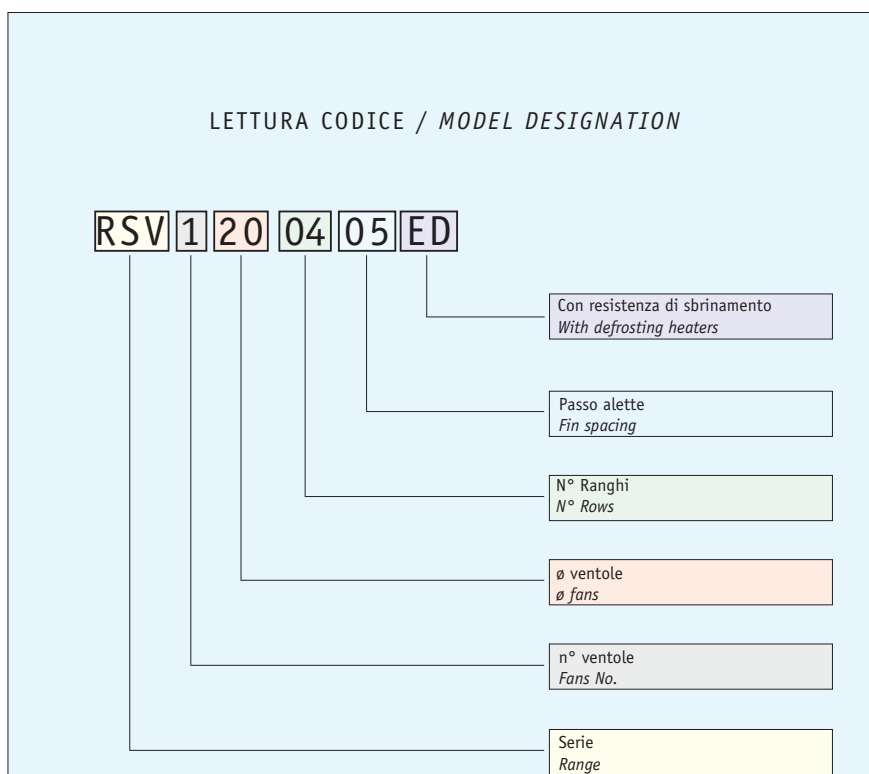 LETTURA CODICE / MODEL DESIGNATION
RSV 1 20 04 05 ED
Con resistenza di sbrinamento
With defrosting heaters
Passo alette
Fin spacing
N° Ranghi
N° Rows
ø ventole
ø fans
n° ventole
Fans No.
Serie
Range